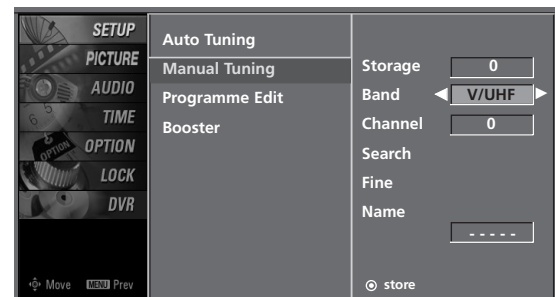 SETUP
PICTURE
AUDIO
TIME
OPTION
LOCK
DVR
Move MENU Prev
Auto Tuning
Manual Tuning
Programme Edit
Booster
Storage 0
Band V/UHF
Channel 0
Search
Fine
Name
- - - - -
store